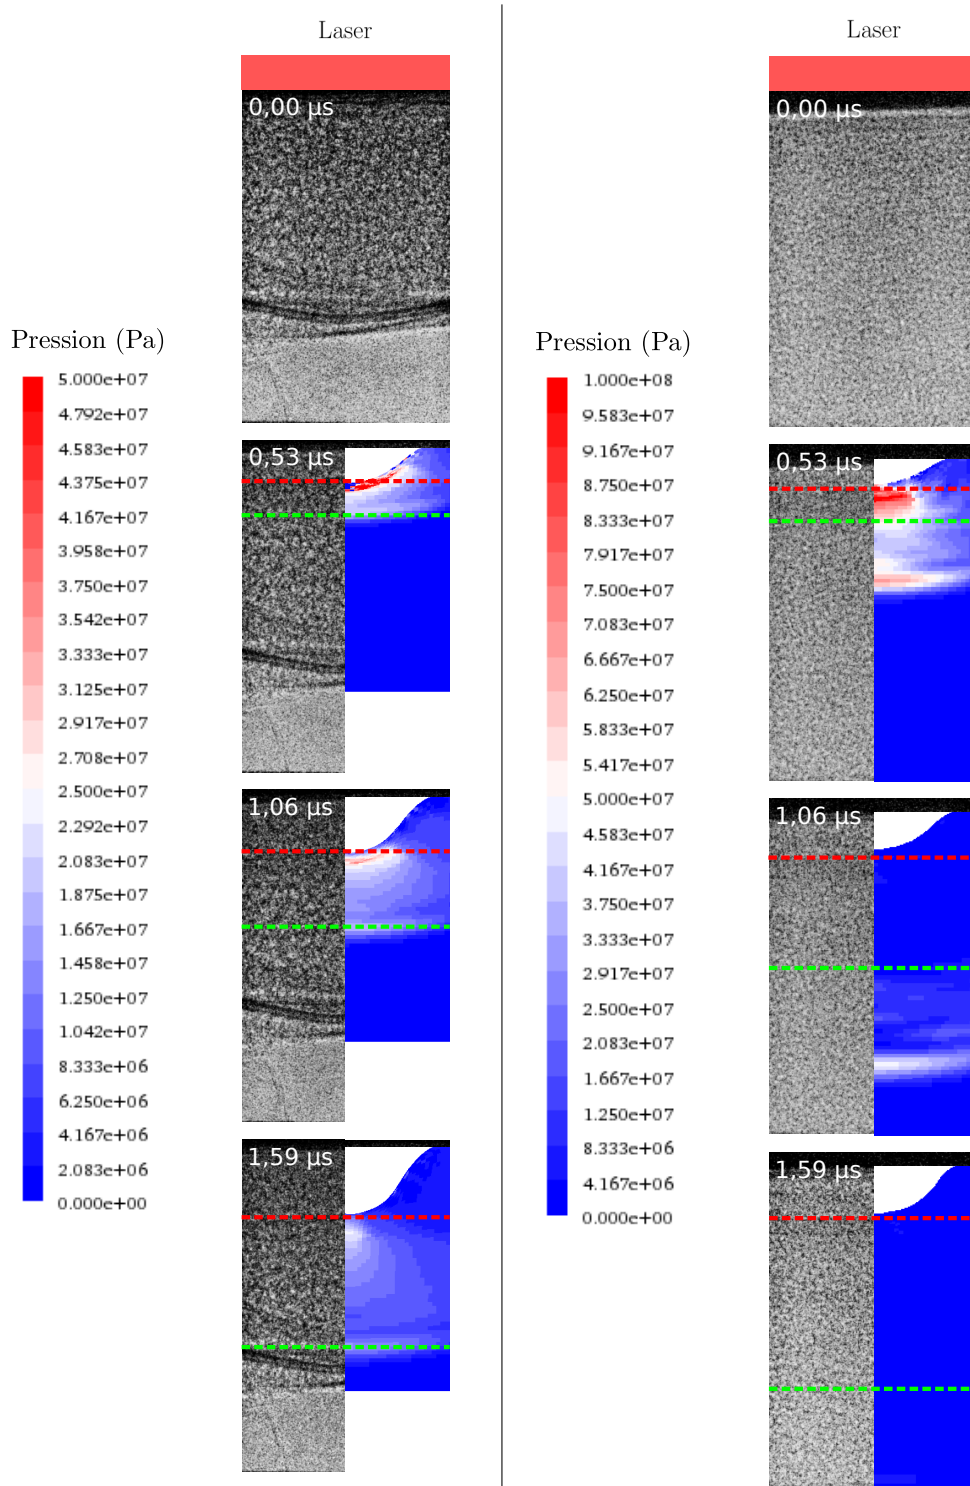 Laser
0,00 µs
Pression (Pa)
5.000e+07
4.792e+07
4.583e+07
4.375e+07
4.167e+07
3.958e+07
3.750e+07
3.542e+07
3.333e+07
3.125e+07
2.917e+07
2.708e+07
2.500e+07
2.292e+07
2.083e+07
1.875e+07
1.667e+07
1.458e+07
1.250e+07
1.042e+07
8.333e+06
6.250e+06
4.167e+06
2.083e+06
0.000e+00
0,53 µs
1,06 µs
1,59 µs
Laser
0,00 µs
Pression (Pa)
1.000e+08
9.583e+07
9.167e+07
8.750e+07
8.333e+07
7.917e+07
7.500e+07
7.083e+07
6.667e+07
6.250e+07
5.833e+07
5.417e+07
5.000e+07
4.583e+07
4.167e+07
3.750e+07
3.333e+07
2.917e+07
2.500e+07
2.083e+07
1.667e+07
1.250e+07
8.333e+06
4.167e+06
0.000e+00
0,53 µs
1,06 µs
1,59 µs